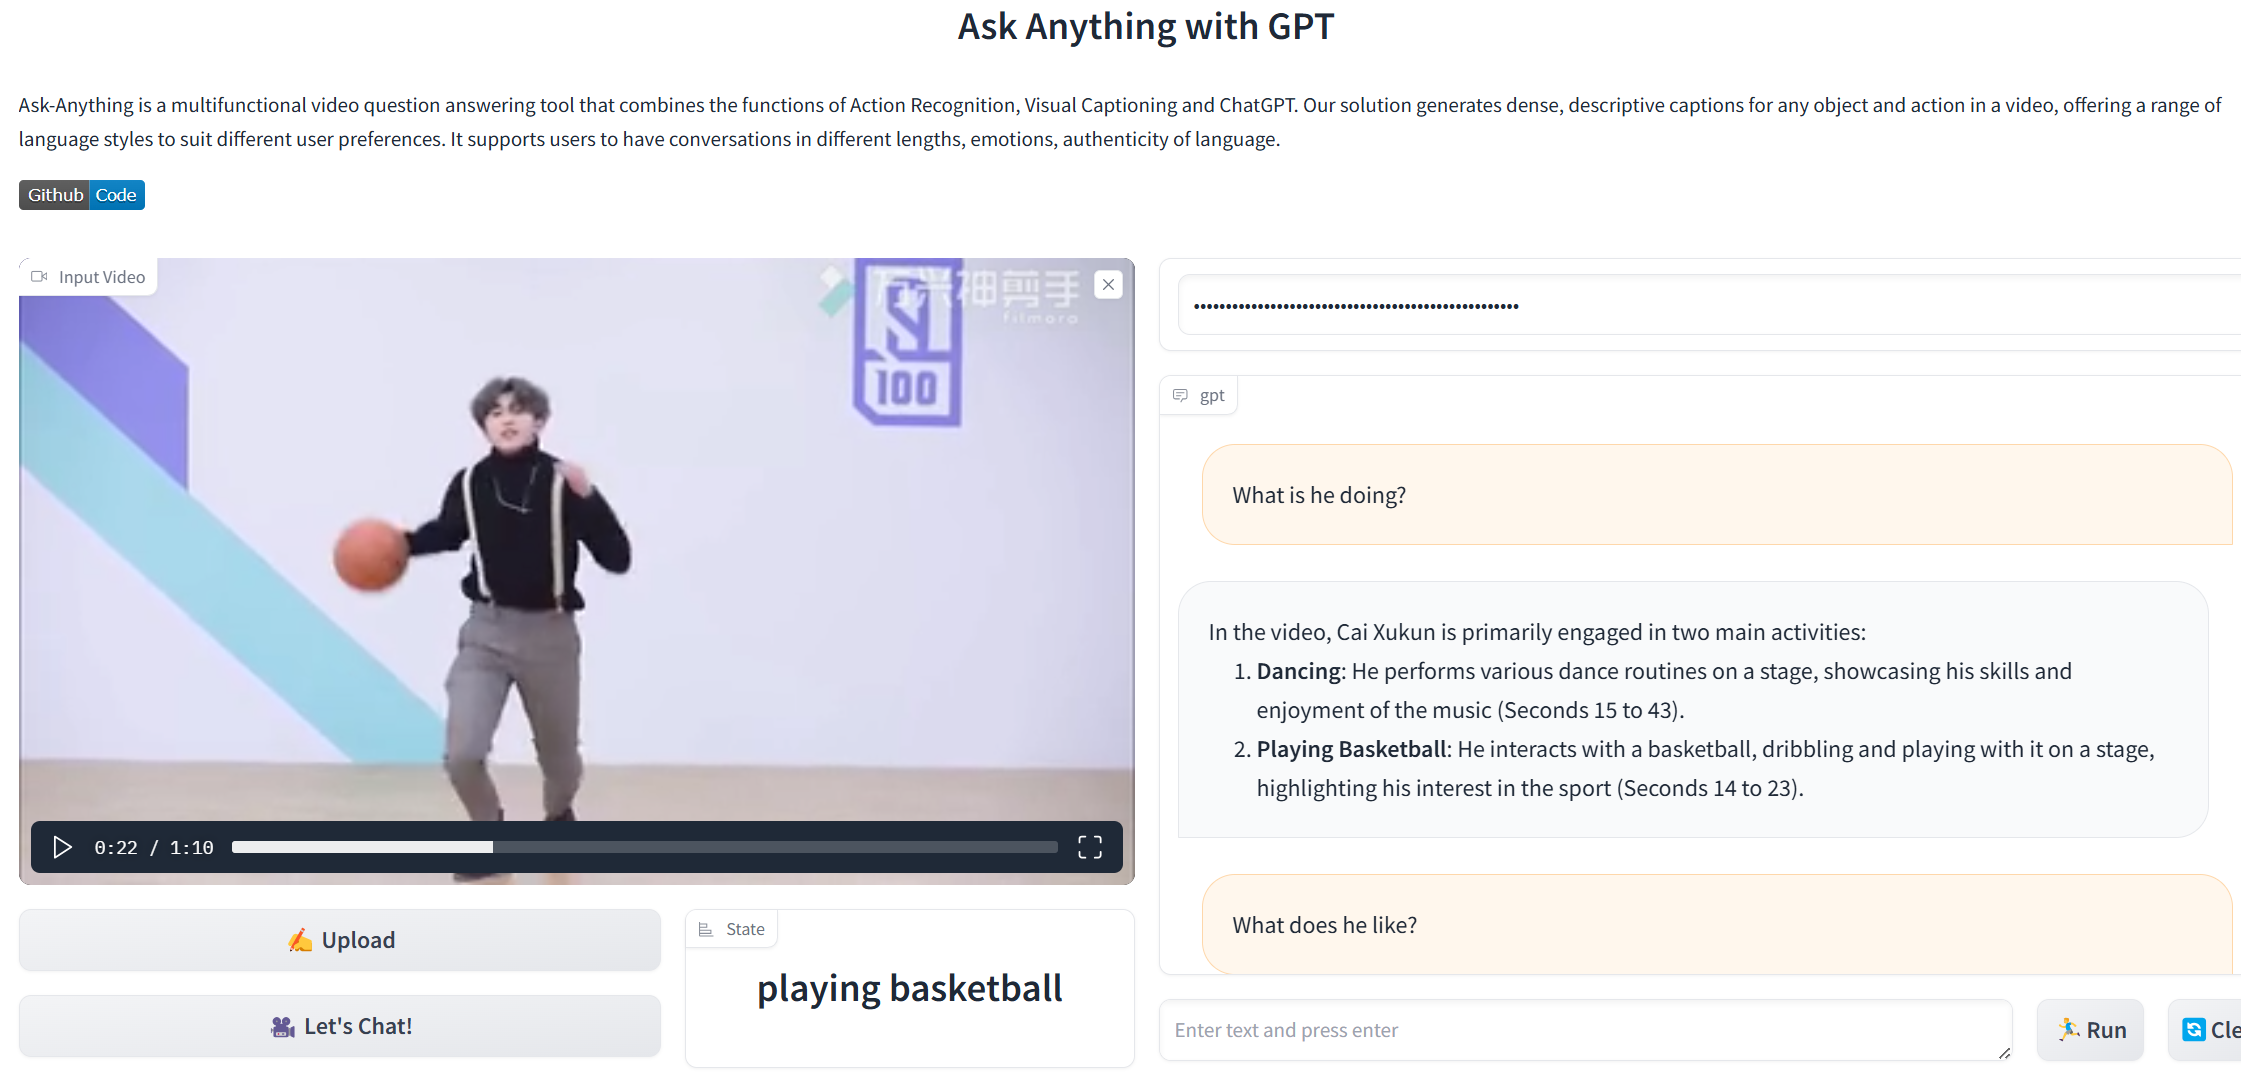 Ask Anything with GPT
Ask-Anything is a multifunctional video question answering tool that combines the functions of Action Recognition, Visual Captioning and ChatGPT. Our solution generates dense, descriptive captions for any object and action in a video, offering a range of
language styles to suit different user preferences. It supports users to have conversations in different lengths, emotions, authenticity of language.
Github Code
Input Video
万兴神剪手
filmora
100
0:22 / 1:10
Upload
Let's Chat!
State
playing basketball
••••••••••••••••••••••••••••••••••••••••••••••••••
gpt
What is he doing?
In the video, Cai Xukun is primarily engaged in two main activities:
1. Dancing: He performs various dance routines on a stage, showcasing his skills and
enjoyment of the music (Seconds 15 to 43).
2. Playing Basketball: He interacts with a basketball, dribbling and playing with it on a stage,
highlighting his interest in the sport (Seconds 14 to 23).
What does he like?
Enter text and press enter
Run
Cle